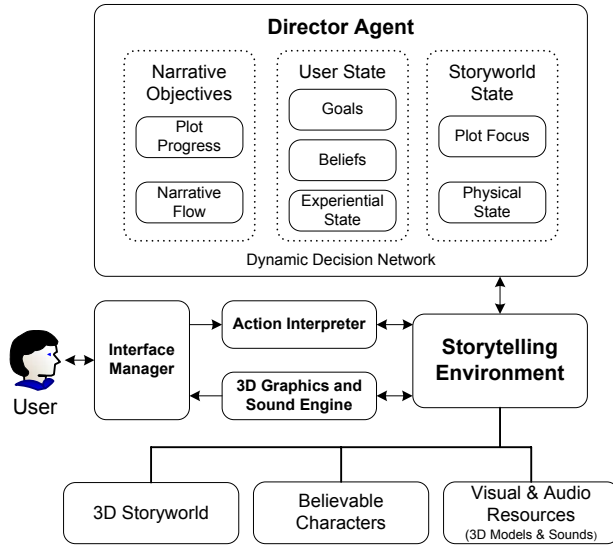 Director Agent
Narrative
Objectives
Plot
Progress
Narrative
Flow
User State
Goals
Beliefs
Experiential
State
Storyworld
State
Plot Focus
Physical
State
Dynamic Decision Network
User
Interface
Manager
Action Interpreter
3D Graphics and
Sound Engine
Storytelling
Environment
3D Storyworld
Believable
Characters
Visual & Audio
Resources
(3D Models & Sounds)